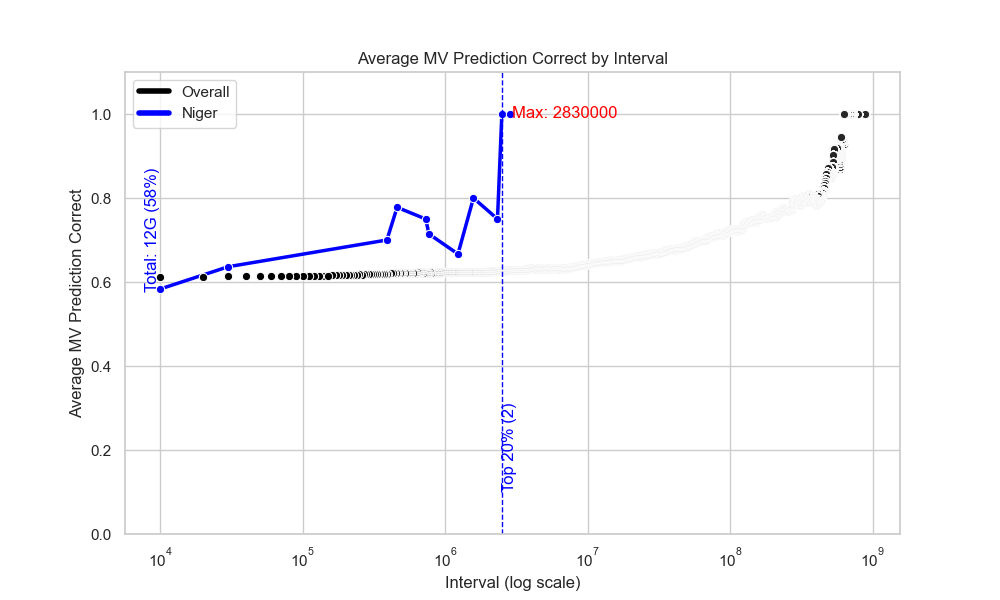 Average MV Prediction Correct by Interval
Overall
Niger
Max: 2830000
Total: 12G (58%)
Top 20% (2)
Average MV Prediction Correct
1.0
0.8
0.6
0.4
0.2
0.0
10^4
10^5
10^6
10^7
10^8
10^9
Interval (log scale)